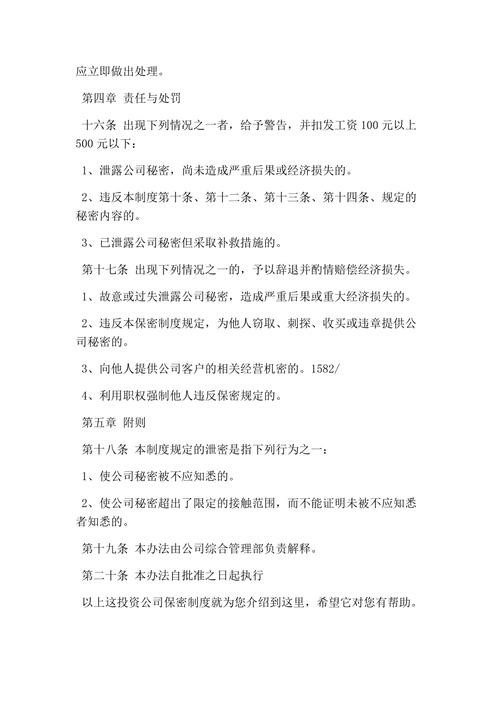 应立即做出处理。
第四章 责任与处罚
十六条 出现下列情况之一者，给予警告，并扣发工资 100 元以上
500 元以下：
1、泄露公司秘密，尚未造成严重后果或经济损失的。
2、违反本制度第十条、第十二条、第十三条、第十四条、规定的
秘密内容的。
3、已泄露公司秘密但采取补救措施的。
第十七条 出现下列情况之一的，予以辞退并酌情赔偿经济损失。
1、故意或过失泄露公司秘密，造成严重后果或重大经济损失的。
2、违反本保密制度规定，为他人窃取、刺探、收买或违章提供公
司秘密的。
3、向他人提供公司客户的相关经营机密的。1582/
4、利用职权强制他人违反保密规定的。
第五章 附则
第十八条 本制度规定的泄密是指下列行为之一：
1、使公司秘密被不应知悉的。
2、使公司秘密超出了限定的接触范围，而不能证明未被不应知悉
者知悉的。
第十九条 本办法由公司综合管理部负责解释。
第二十条 本办法自批准之日起执行
以上这投资公司保密制度就为您介绍到这里，希望它对您有帮助。